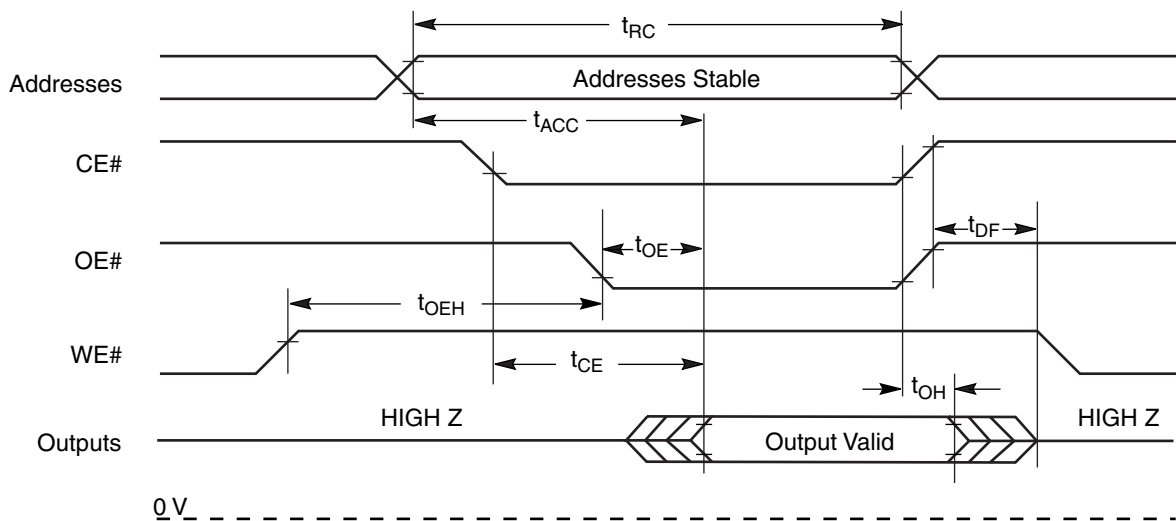 tRC
Addresses
Addresses Stable
tACC
CE#
OE#
tOE
tDF
tOEH
WE#
tCE
tOH
HIGH Z
HIGH Z
Outputs
Output Valid
0 V